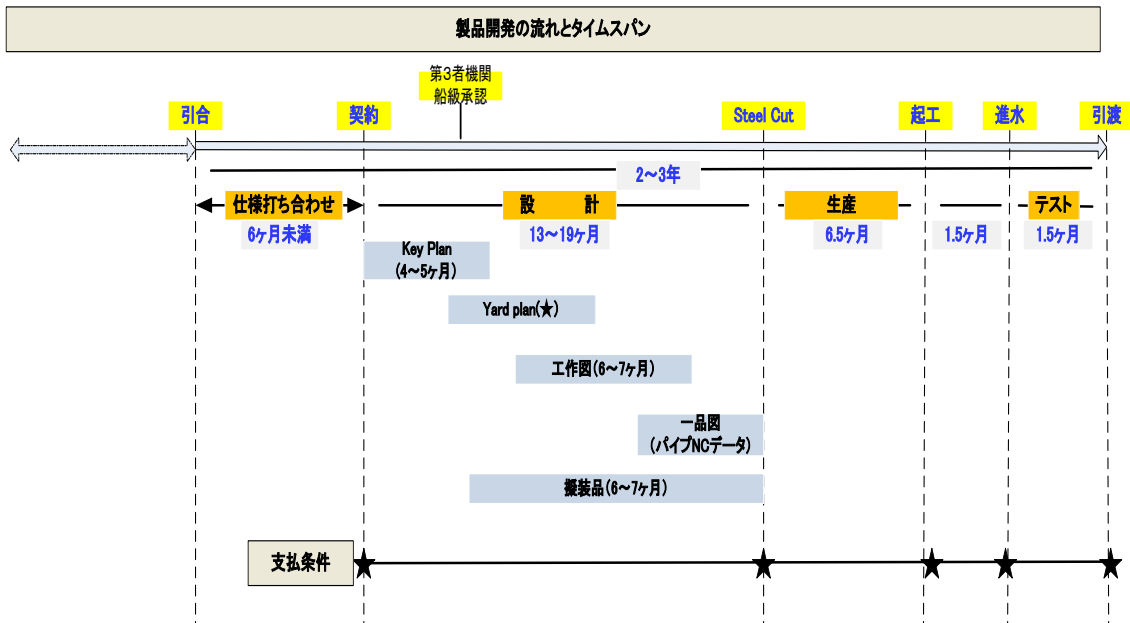 製品開発の流れとタイムスパン
第3者機関
船級承認
引合
契約
Steel Cut
起工
進水
引渡
2～3年
仕様打ち合わせ
設　　計
生産
テスト
6ヶ月未満
13～19ヶ月
6.5ヶ月
1.5ヶ月
1.5ヶ月
Key Plan
(4～5ヶ月)
Yard plan(★)
工作図(6～7ヶ月)
一品図
(パイプNCデータ)
擬装品(6～7ヶ月)
支払条件